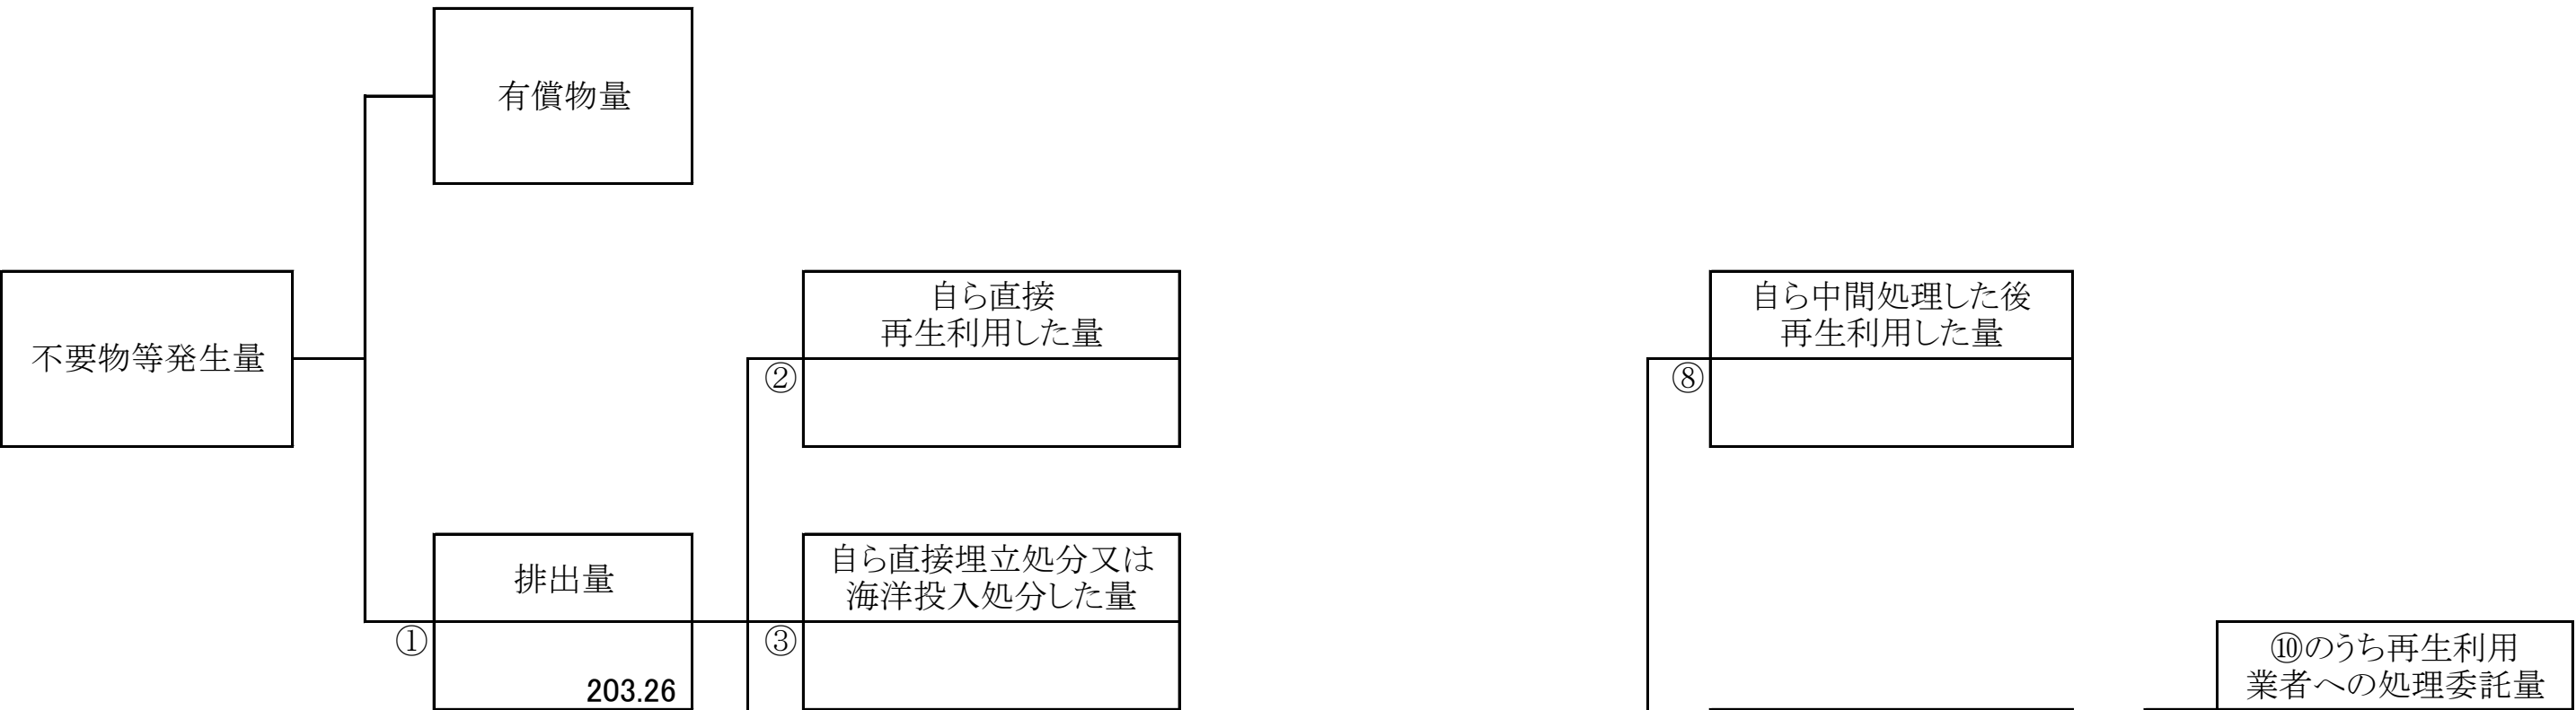 有償物量
不要物等発生量
自ら直接
再生利用した量
②
自ら中間処理した後
再生利用した量
⑧
排出量
①
203.26
自ら直接埋立処分又は
海洋投入処分した量
③
⑩のうち再生利用
業者への処理委託量